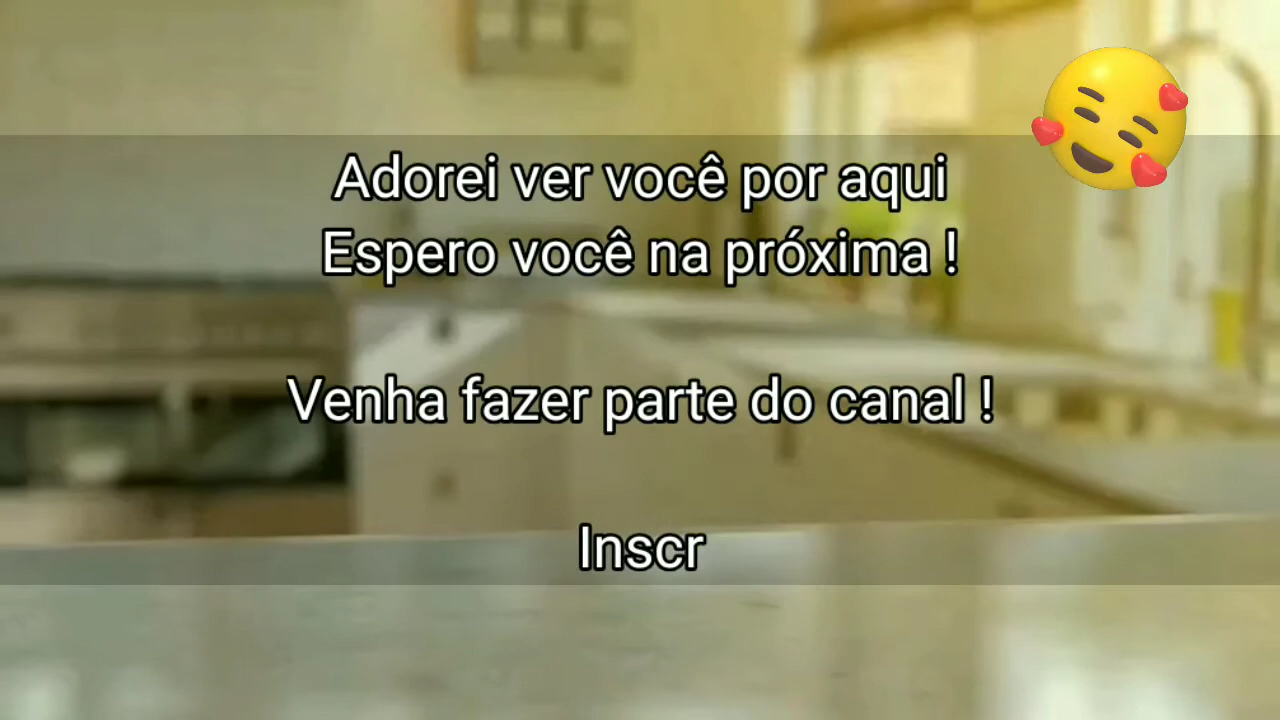 Adorei ver você por aqui
Espero você na próxima !
Venha fazer parte do canal !
Inscr